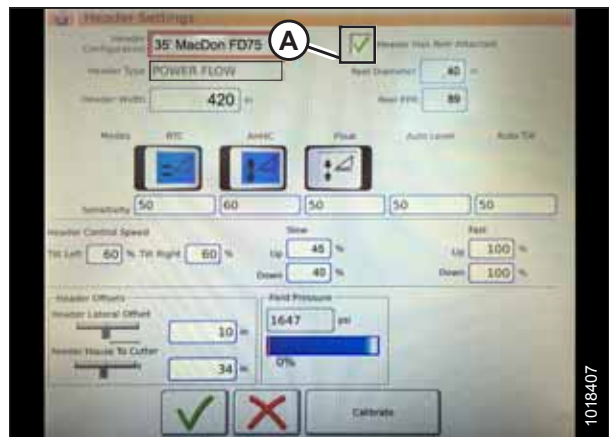 Header Settings
Header Configuration 35' MacDon FD75 A Header Has Reel Attached
Header Type POWER FLOW Reel Diameter 40 in
Header Width 420 in Reel PPR 89
Modes RTC AHHC Float Auto Level Auto Tilt
Sensitivity 50 60 50 50 50
Header Control Speed Slow Fast
Tilt Left 60 % Tilt Right 60 % Up 45 % Up 100 %
Down 40 % Down 100 %
Header Offsets Field Pressure
Header Lateral Offset
10 in 1647 psi
Feeder House To Cutter
34 in 0%
Calibrate
1018407